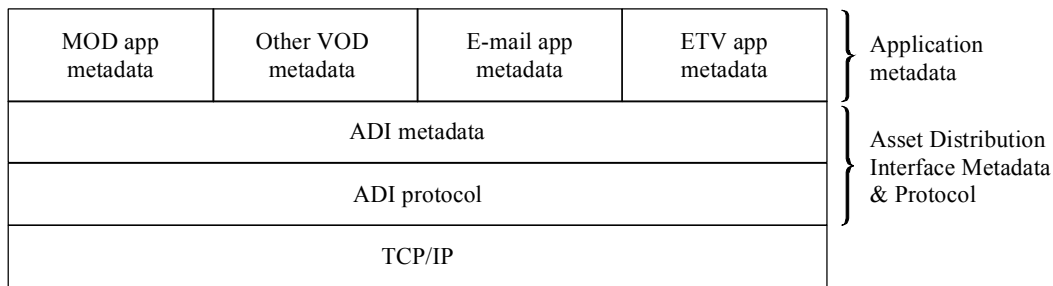 MOD app
metadata
Other VOD
metadata
E-mail app
metadata
ETV app
metadata
Application
metadata
ADI metadata
ADI protocol
Asset Distribution
Interface Metadata
& Protocol
TCP/IP